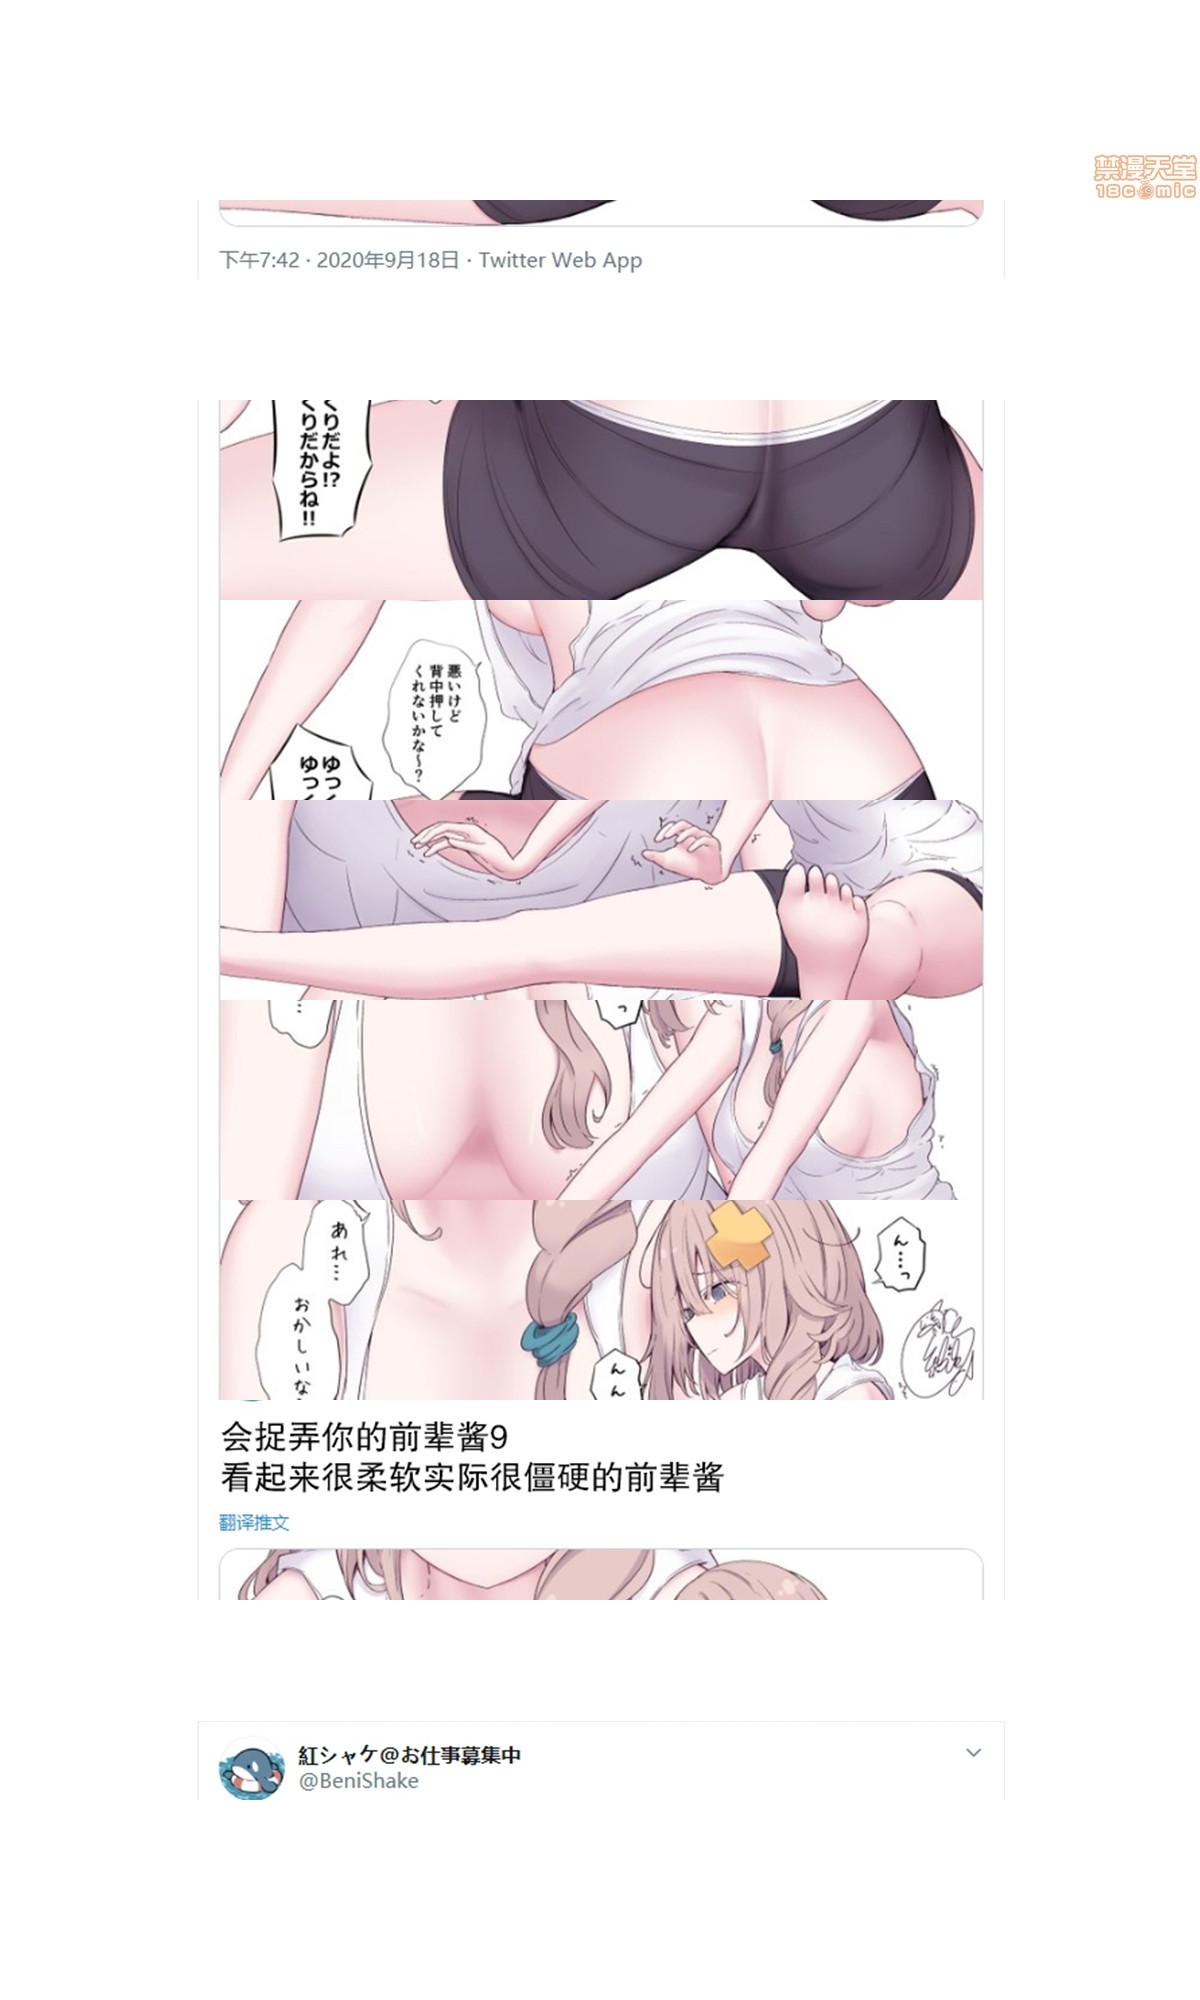 禁漫天堂
18comic
下午7:42 · 2020年9月18日 · Twitter Web App
くりだよ!?
くりだからね!!
悪いけど
背中押して
くれないかな～?
ゆっ
ゆっ
…
っ
あれ…
おかしいな
ん…っ
んん
会捉弄你的前辈酱9
看起来很柔软实际很僵硬的前辈酱
翻译推文
紅シャケ@お仕事募集中
@BeniShake